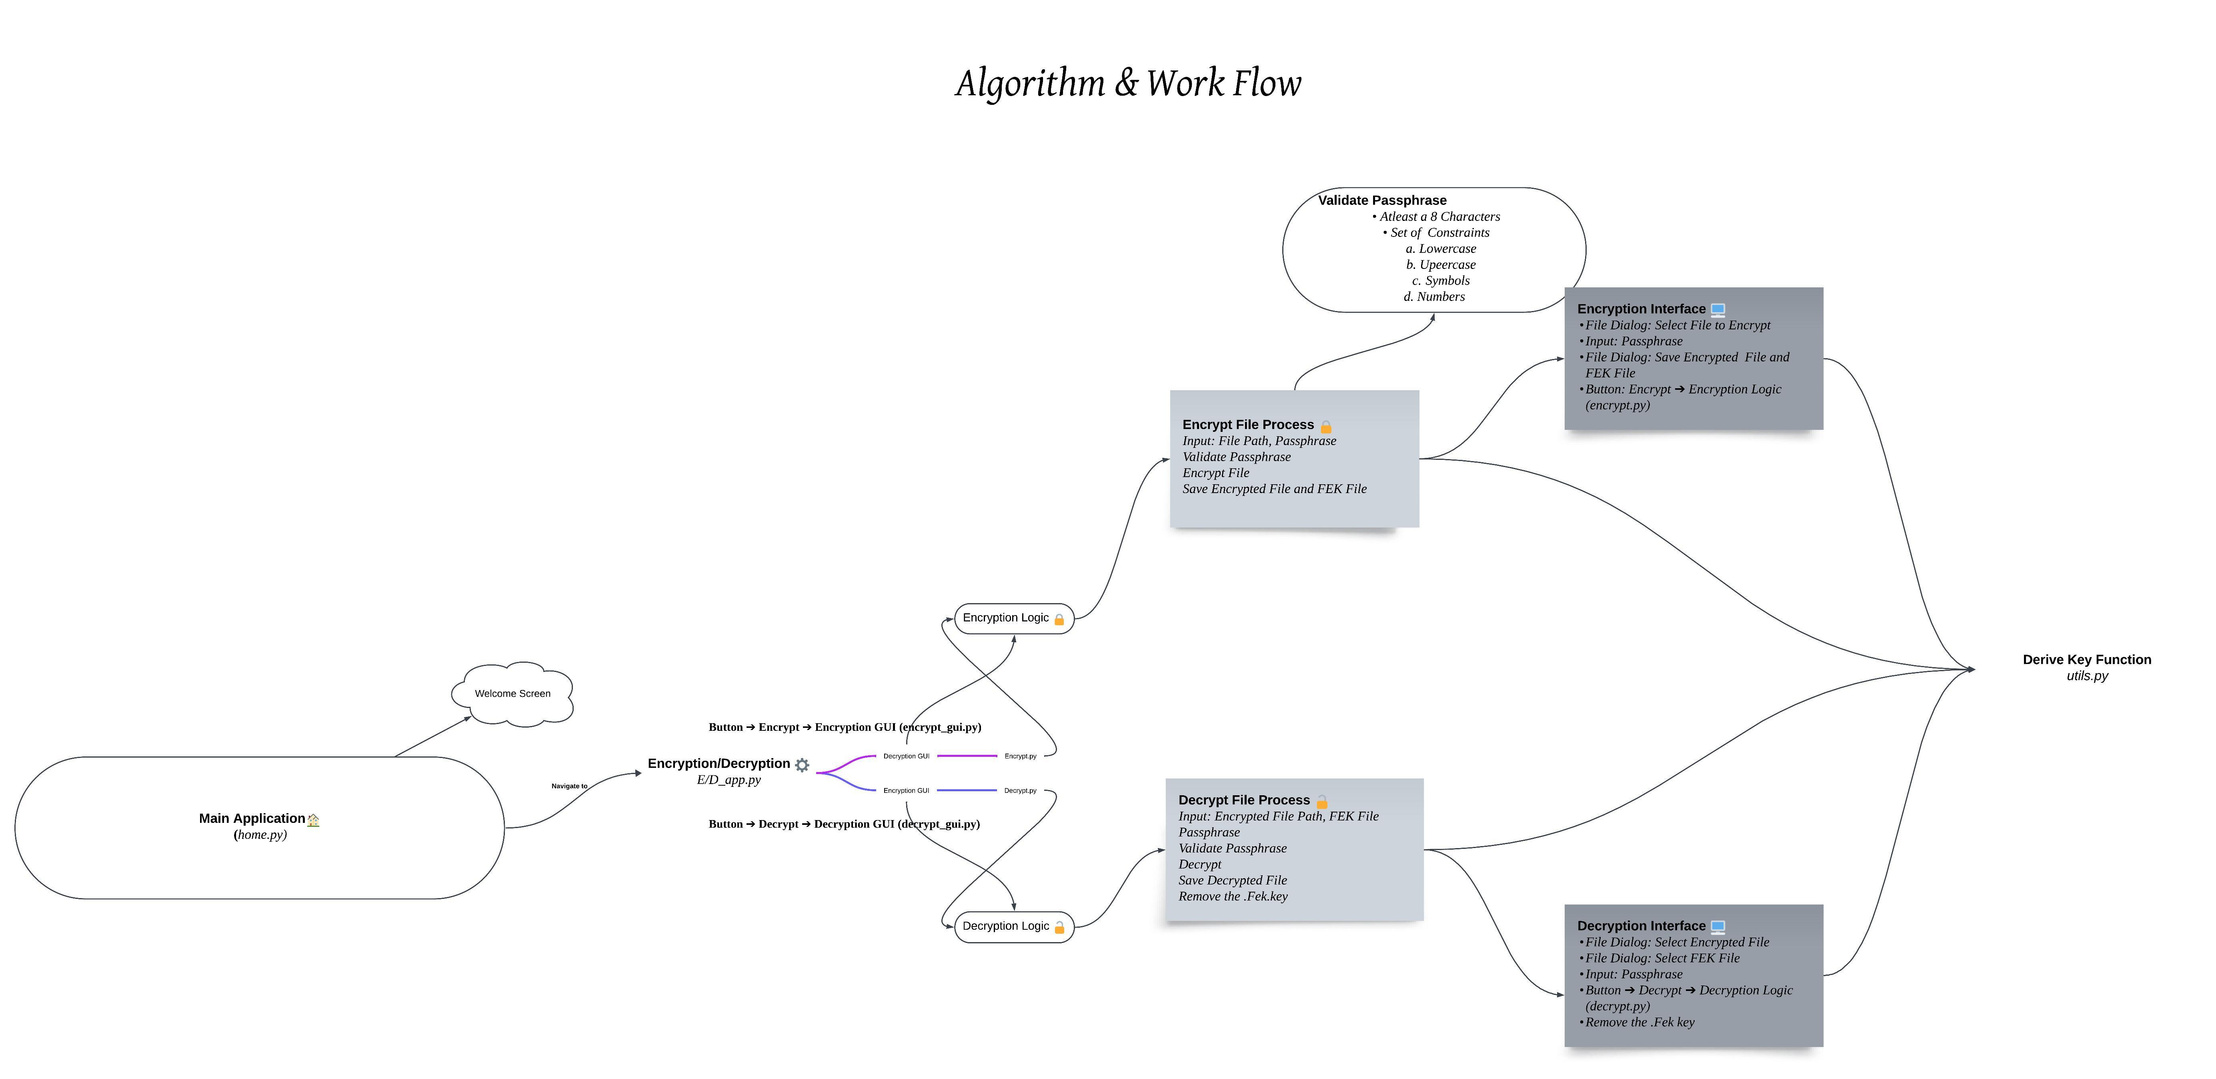 Algorithm & Work Flow
Validate Passphrase
• Atleast a 8 Characters
• Set of  Constraints
a. Lowercase
b. Upeercase
c. Symbols
d. Numbers
Encryption Interface
• File Dialog: Select File to Encrypt
• Input: Passphrase
• File Dialog: Save Encrypted  File and
FEK File
• Button: Encrypt ➔ Encryption Logic
(encrypt.py)
Encrypt File Process
Input: File Path, Passphrase
Validate Passphrase
Encrypt File
Save Encrypted File and FEK File
Encryption Logic
Derive Key Function
utils.py
Welcome Screen
Button ➔ Encrypt ➔ Encryption GUI (encrypt_gui.py)
Decryption GUI
Encrypt.py
Encryption/Decryption
E/D_app.py
Navigate to
Encryption GUI
Decrypt.py
Button ➔ Decrypt ➔ Decryption GUI (decrypt_gui.py)
Main Application
(home.py)
Decrypt File Process
Input: Encrypted File Path, FEK File
Passphrase
Validate Passphrase
Decrypt
Save Decrypted File
Remove the .Fek.key
Decryption Logic
Decryption Interface
• File Dialog: Select Encrypted File
• File Dialog: Select FEK File
• Input: Passphrase
• Button ➔ Decrypt ➔ Decryption Logic
(decrypt.py)
• Remove the .Fek key